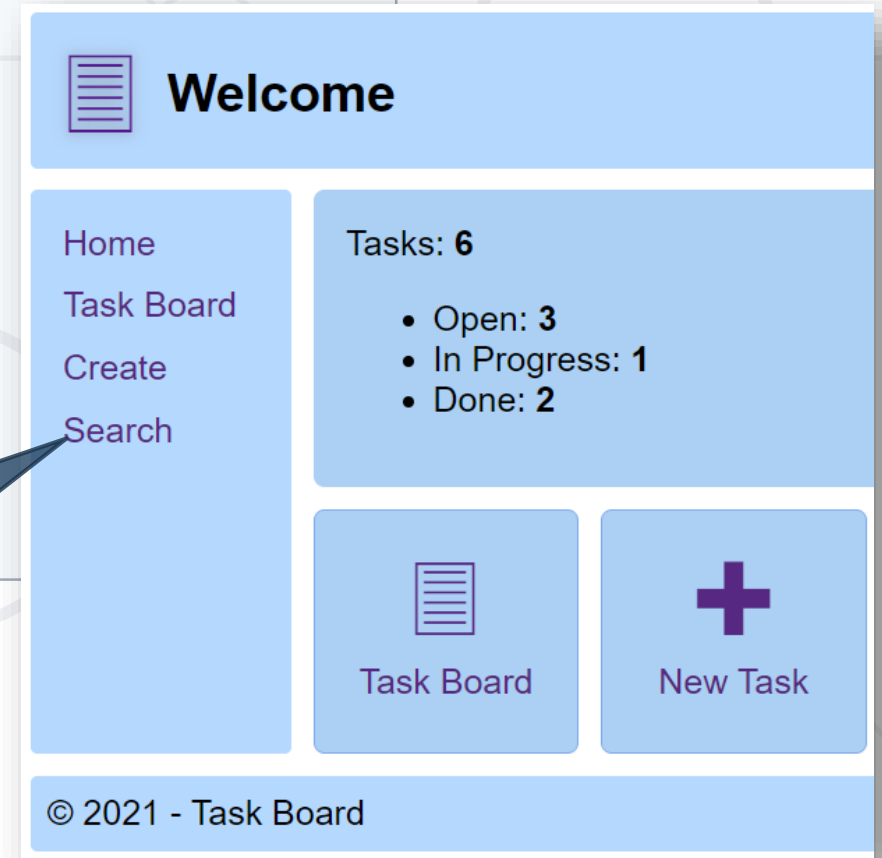 Welcome
Home
Task Board
Create
Search
Tasks: 6
• Open: 3
• In Progress: 1
• Done: 2
Task Board
New Task
© 2021 - Task Board